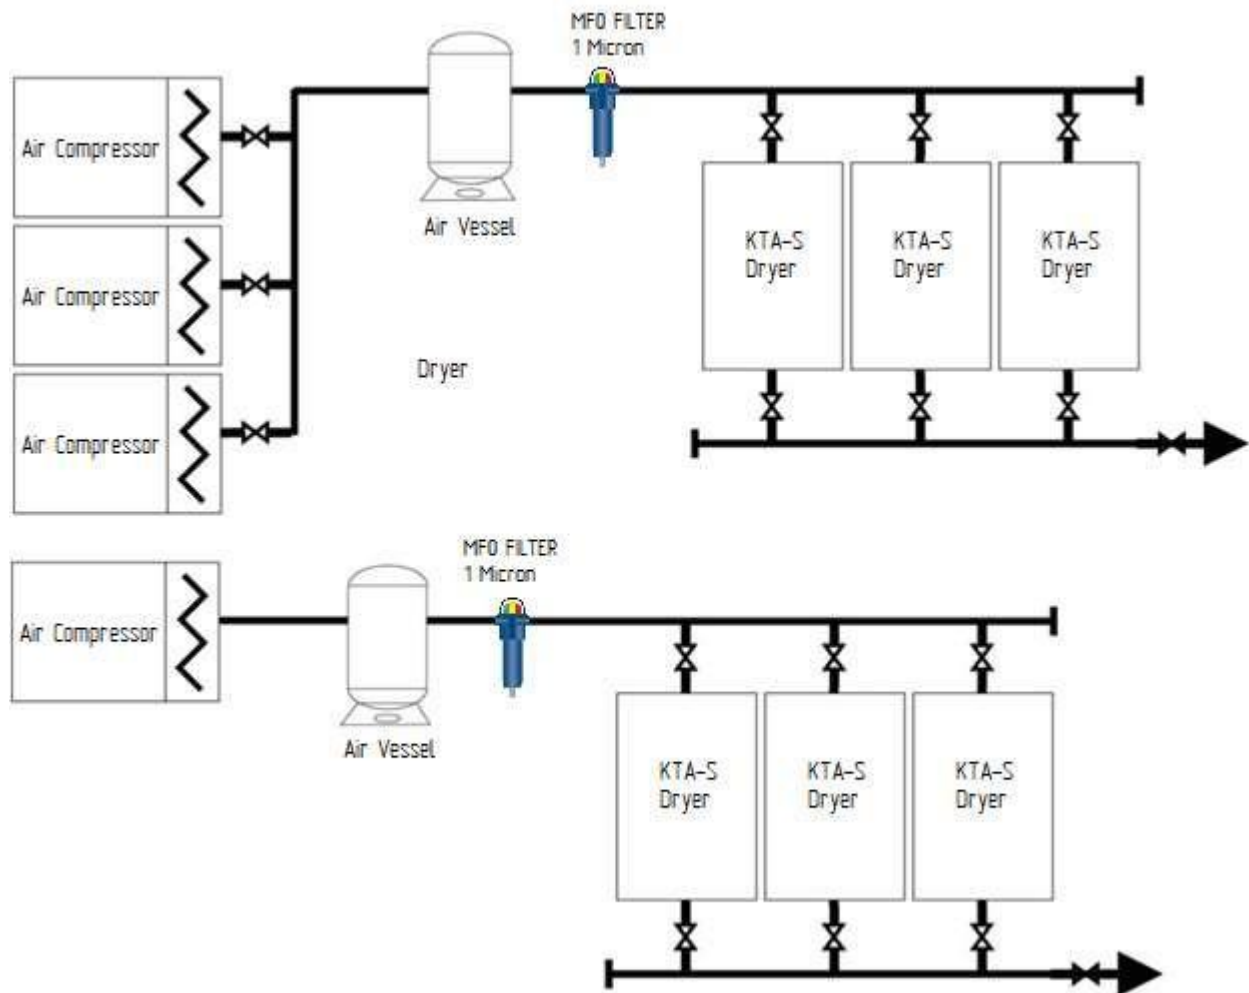 MFO FILTER
1 Micron
Air Compressor
Air Vessel
KTA-S
Dryer
KTA-S
Dryer
KTA-S
Dryer
Air Compressor
Dryer
Air Compressor
MFO FILTER
1 Micron
Air Compressor
Air Vessel
KTA-S
Dryer
KTA-S
Dryer
KTA-S
Dryer